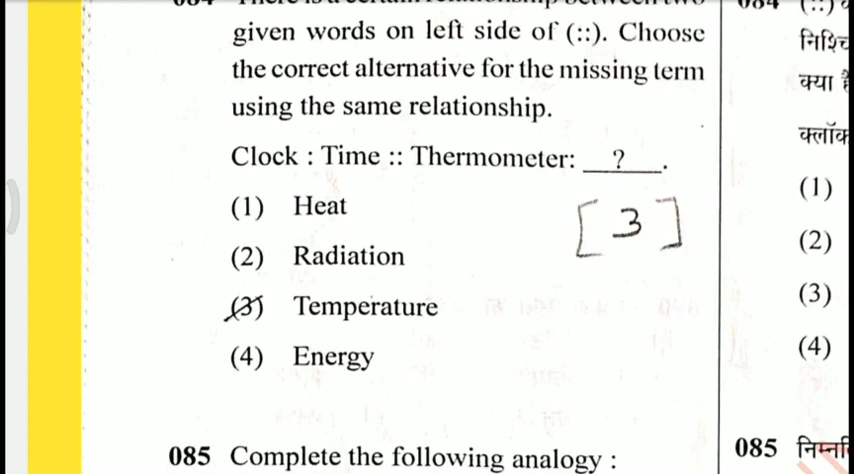 given words on left side of (::). Choose
the correct alternative for the missing term
using the same relationship.
Clock : Time :: Thermometer: ?.
(1) Heat
(2) Radiation
(3) Temperature
(4) Energy
[3]
085 Complete the following analogy :
084 (::)
क्या
(1)
(2)
(3)
(4)
085